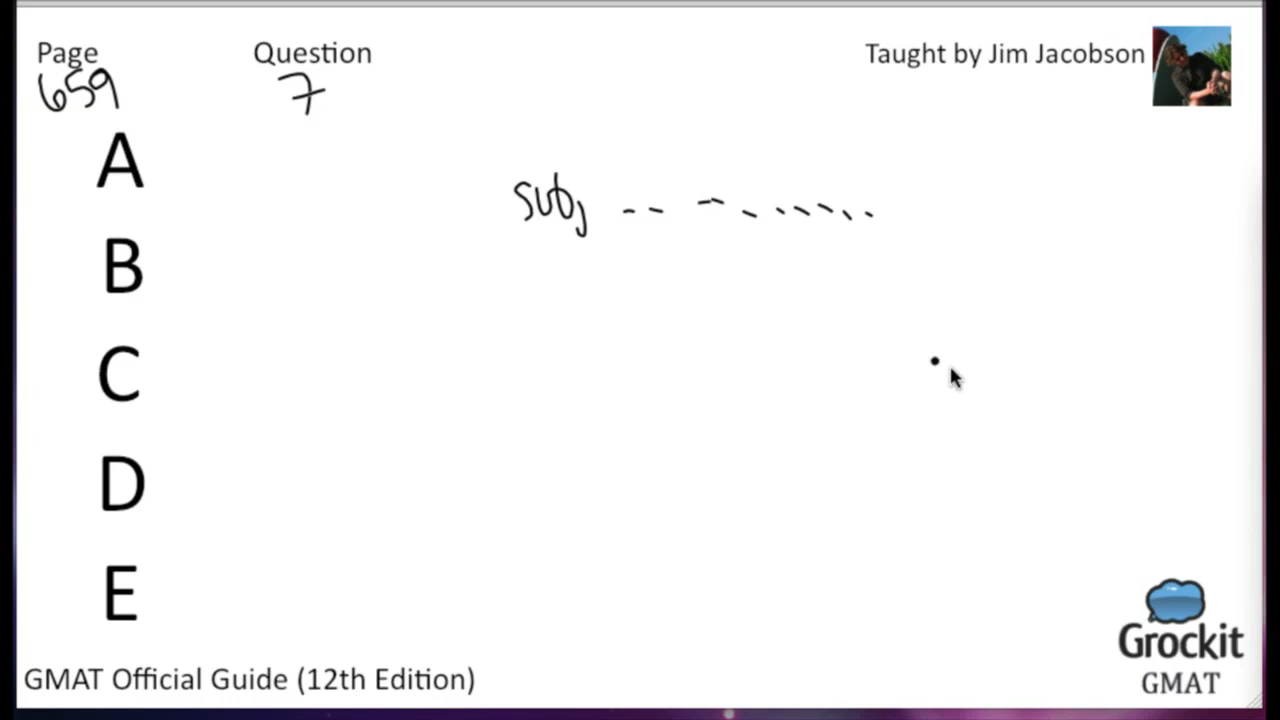 Page Question Taught by Jim Jacobson
659 7
A
subj -- -- - - - - - -
B
C
D
E
Grockit
GMAT Official Guide (12th Edition) GMAT